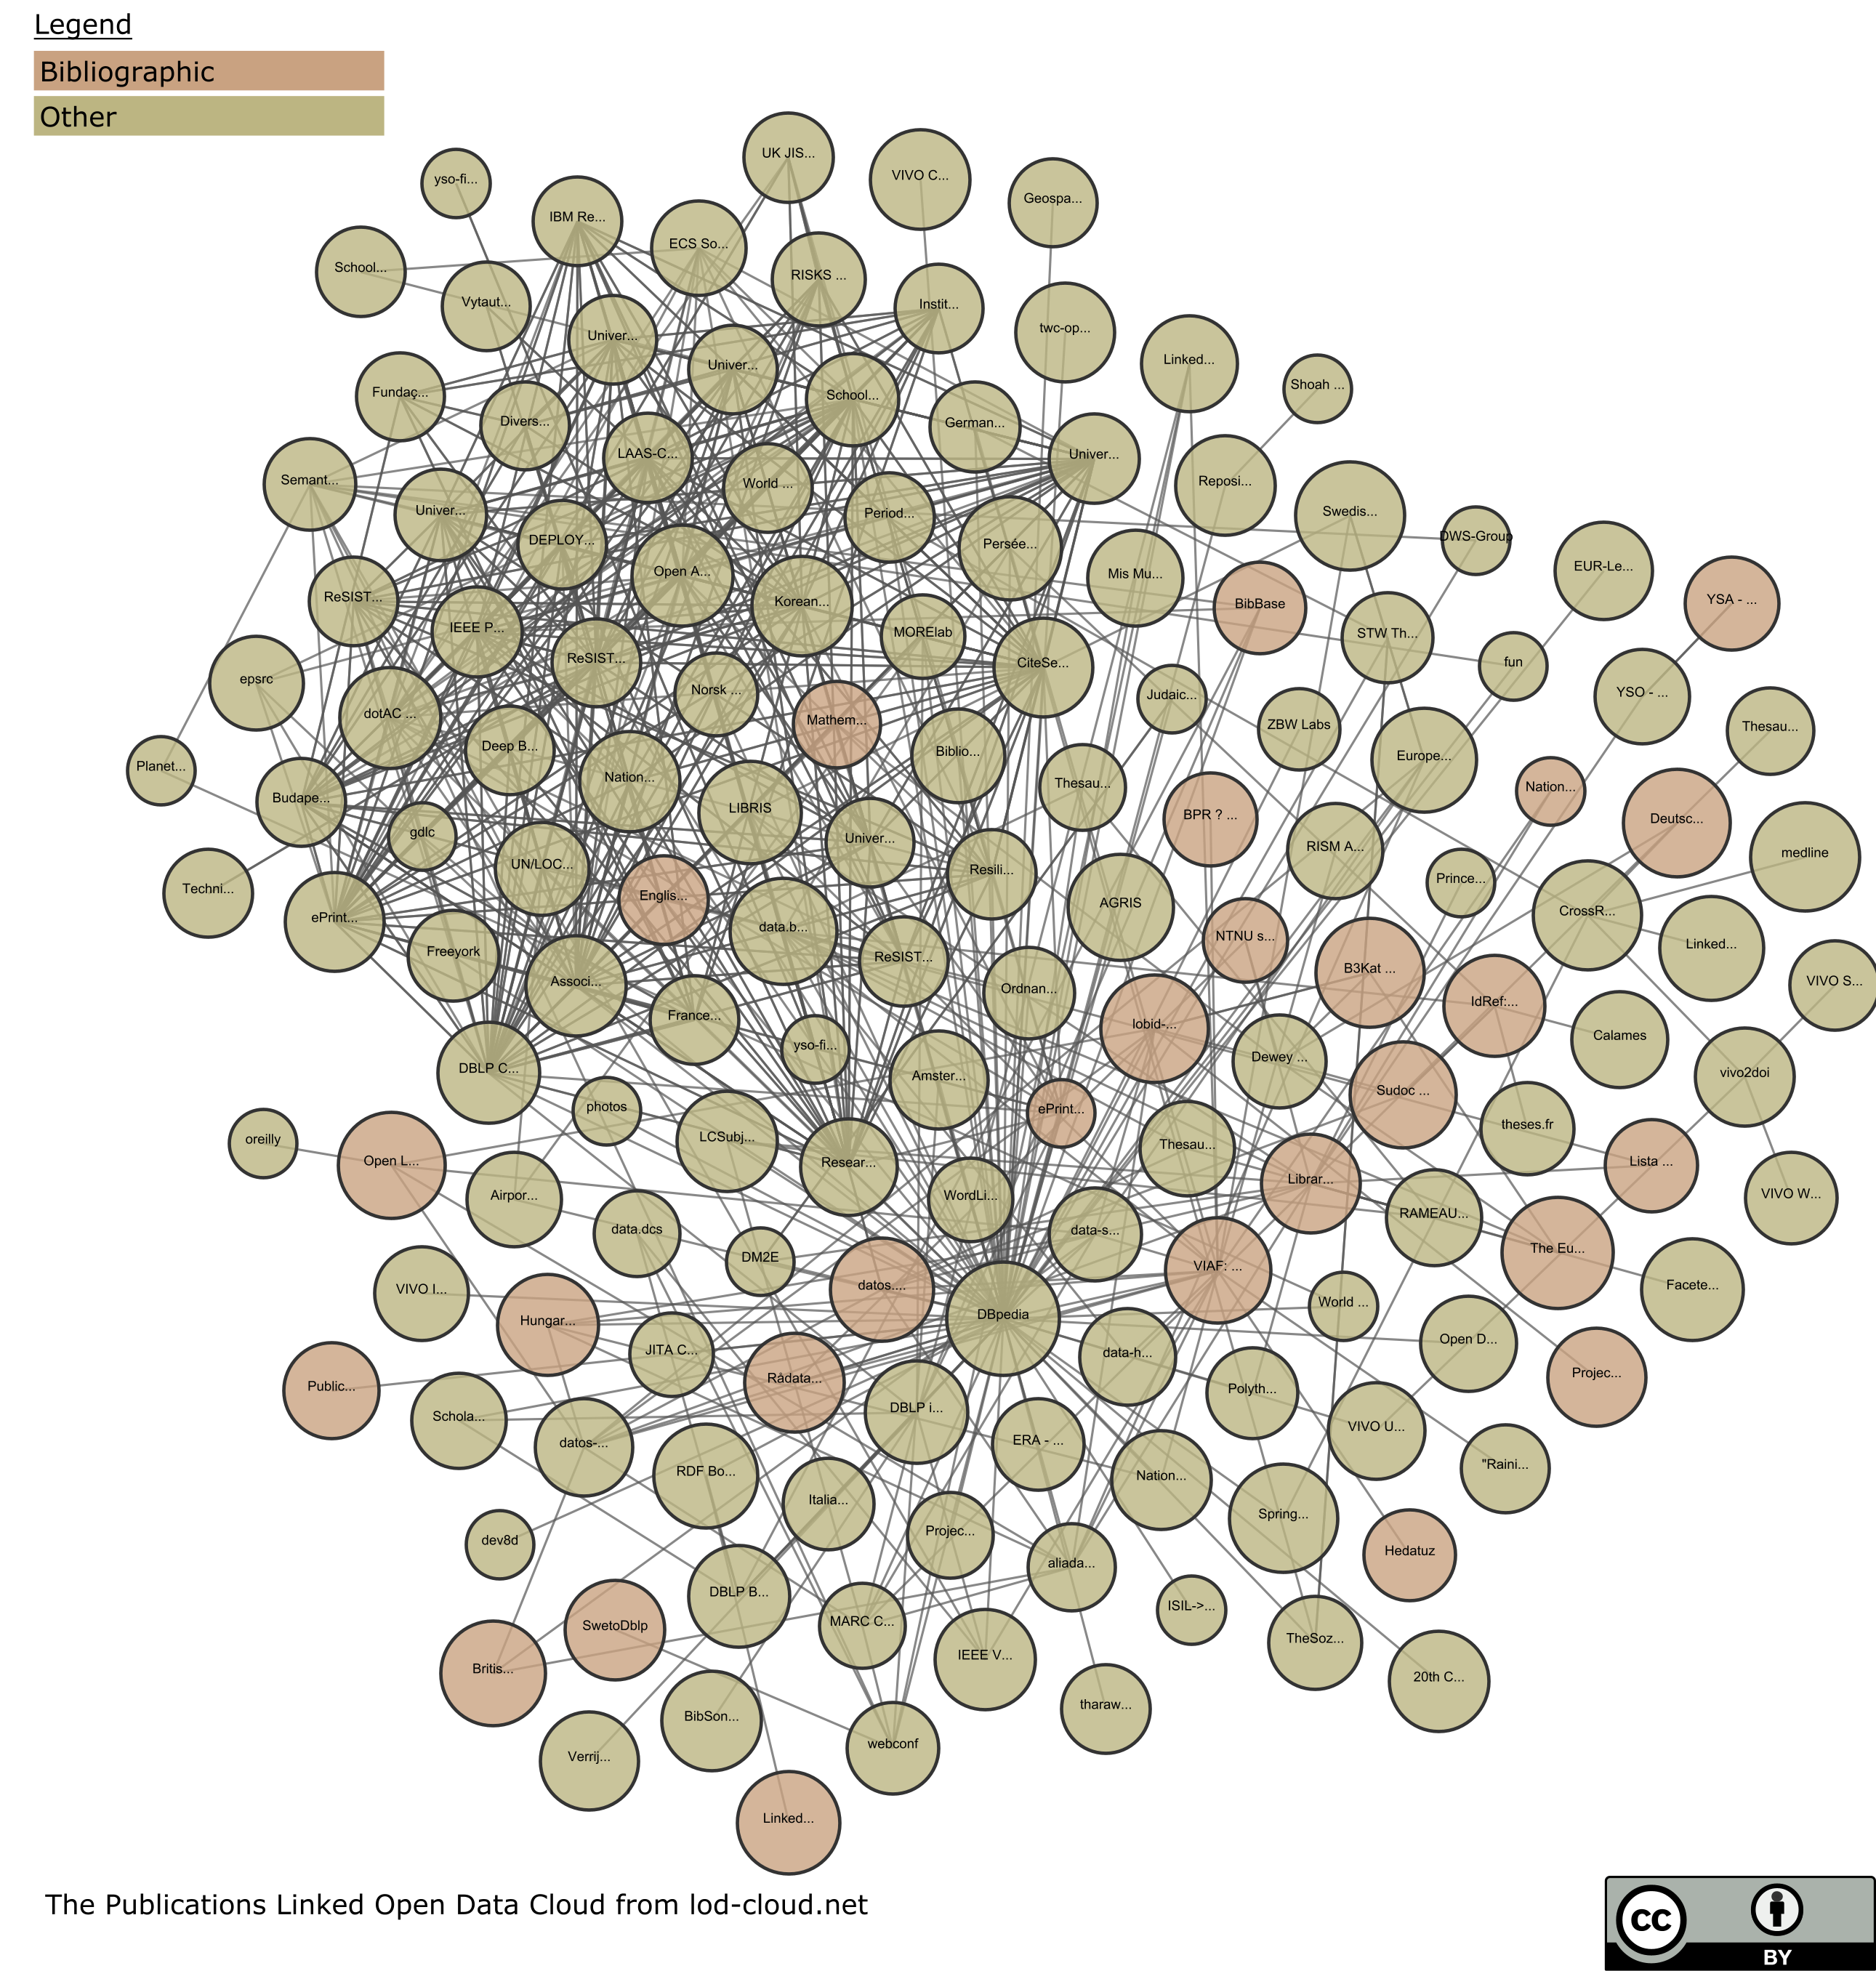 Legend
Bibliographic
Other
UK JIS...
VIVO C...
yso-fi...
Geospa...
IBM Re...
ECS So...
School...
RISKS ...
Vytaut...
Instit...
Univer...
twc-op...
Univer...
Linked...
Shoah ...
Fundaç...
School...
Divers...
German...
LAAS-C...
Univer...
Semant...
World ...
Reposi...
Univer...
Period...
Swedis...
DEPLOY...
DWS-Group
Persée...
EUR-Le...
Open A...
Mis Mu...
ReSIST...
Korean...
BibBase
YSA - ...
IEEE P...
MORElab
STW Th...
ReSIST...
CiteSe...
fun
epsrc
Norsk ...
Judaic...
YSO - ...
dotAC ...
Mathem...
ZBW Labs
Thesau...
Deep B...
Biblio...
Europe...
Planet...
Nation...
Thesau...
Nation...
Budape...
LIBRIS
BPR ? ...
Deutsc...
gdlc
Univer...
RISM A...
medline
UN/LOC...
Resili...
Prince...
Techni...
Englis...
AGRIS
CrossR...
ePrint...
data.b...
NTNU s...
Linked...
Freeyork
ReSIST...
B3Kat ...
VIVO S...
Associ...
Ordnan...
IdRef:...
France...
lobid-...
Calames
yso-fi...
Dewey ...
DBLP C...
Amster...
vivo2doi
Sudoc ...
photos
ePrint...
theses.fr
oreilly
LCSubj...
Thesau...
Open L...
Resear...
Librar...
Lista ...
Airpor...
WordLi...
VIVO W...
data.dcs
data-s...
RAMEAU...
DM2E
VIAF: ...
The Eu...
VIVO I...
datos....
World ...
Facete...
Hungar...
DBpedia
JITA C...
data-h...
Open D...
Public...
Rådata...
Polyth...
Projec...
Schola...
DBLP i...
VIVO U...
datos-...
ERA - ...
RDF Bo...
Nation...
"Raini...
Italia...
Spring...
dev8d
Projec...
Hedatuz
aliada...
DBLP B...
ISIL->...
SwetoDblp
MARC C...
TheSoz...
Britis...
IEEE V...
20th C...
tharaw...
BibSon...
webconf
Verrij...
Linked...
The Publications Linked Open Data Cloud from lod-cloud.net
CC
BY